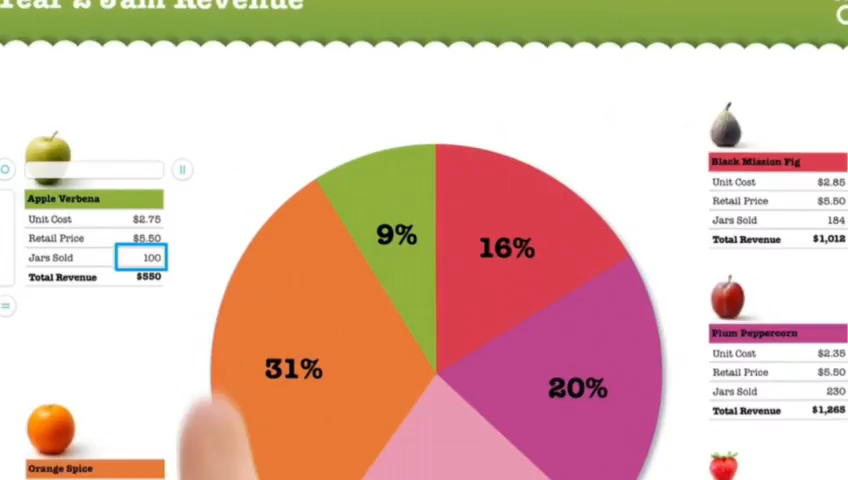 Year 2 Jam Revenue
Apple Verbena
Unit Cost $2.75
Retail Price $5.50
Jars Sold 100
Total Revenue $550
Orange Spice
9%
16%
31%
20%
Black Mission Fig
Unit Cost $2.85
Retail Price $5.50
Jars Sold 184
Total Revenue $1,012
Plum Peppercorn
Unit Cost $2.35
Retail Price $5.50
Jars Sold 230
Total Revenue $1,265